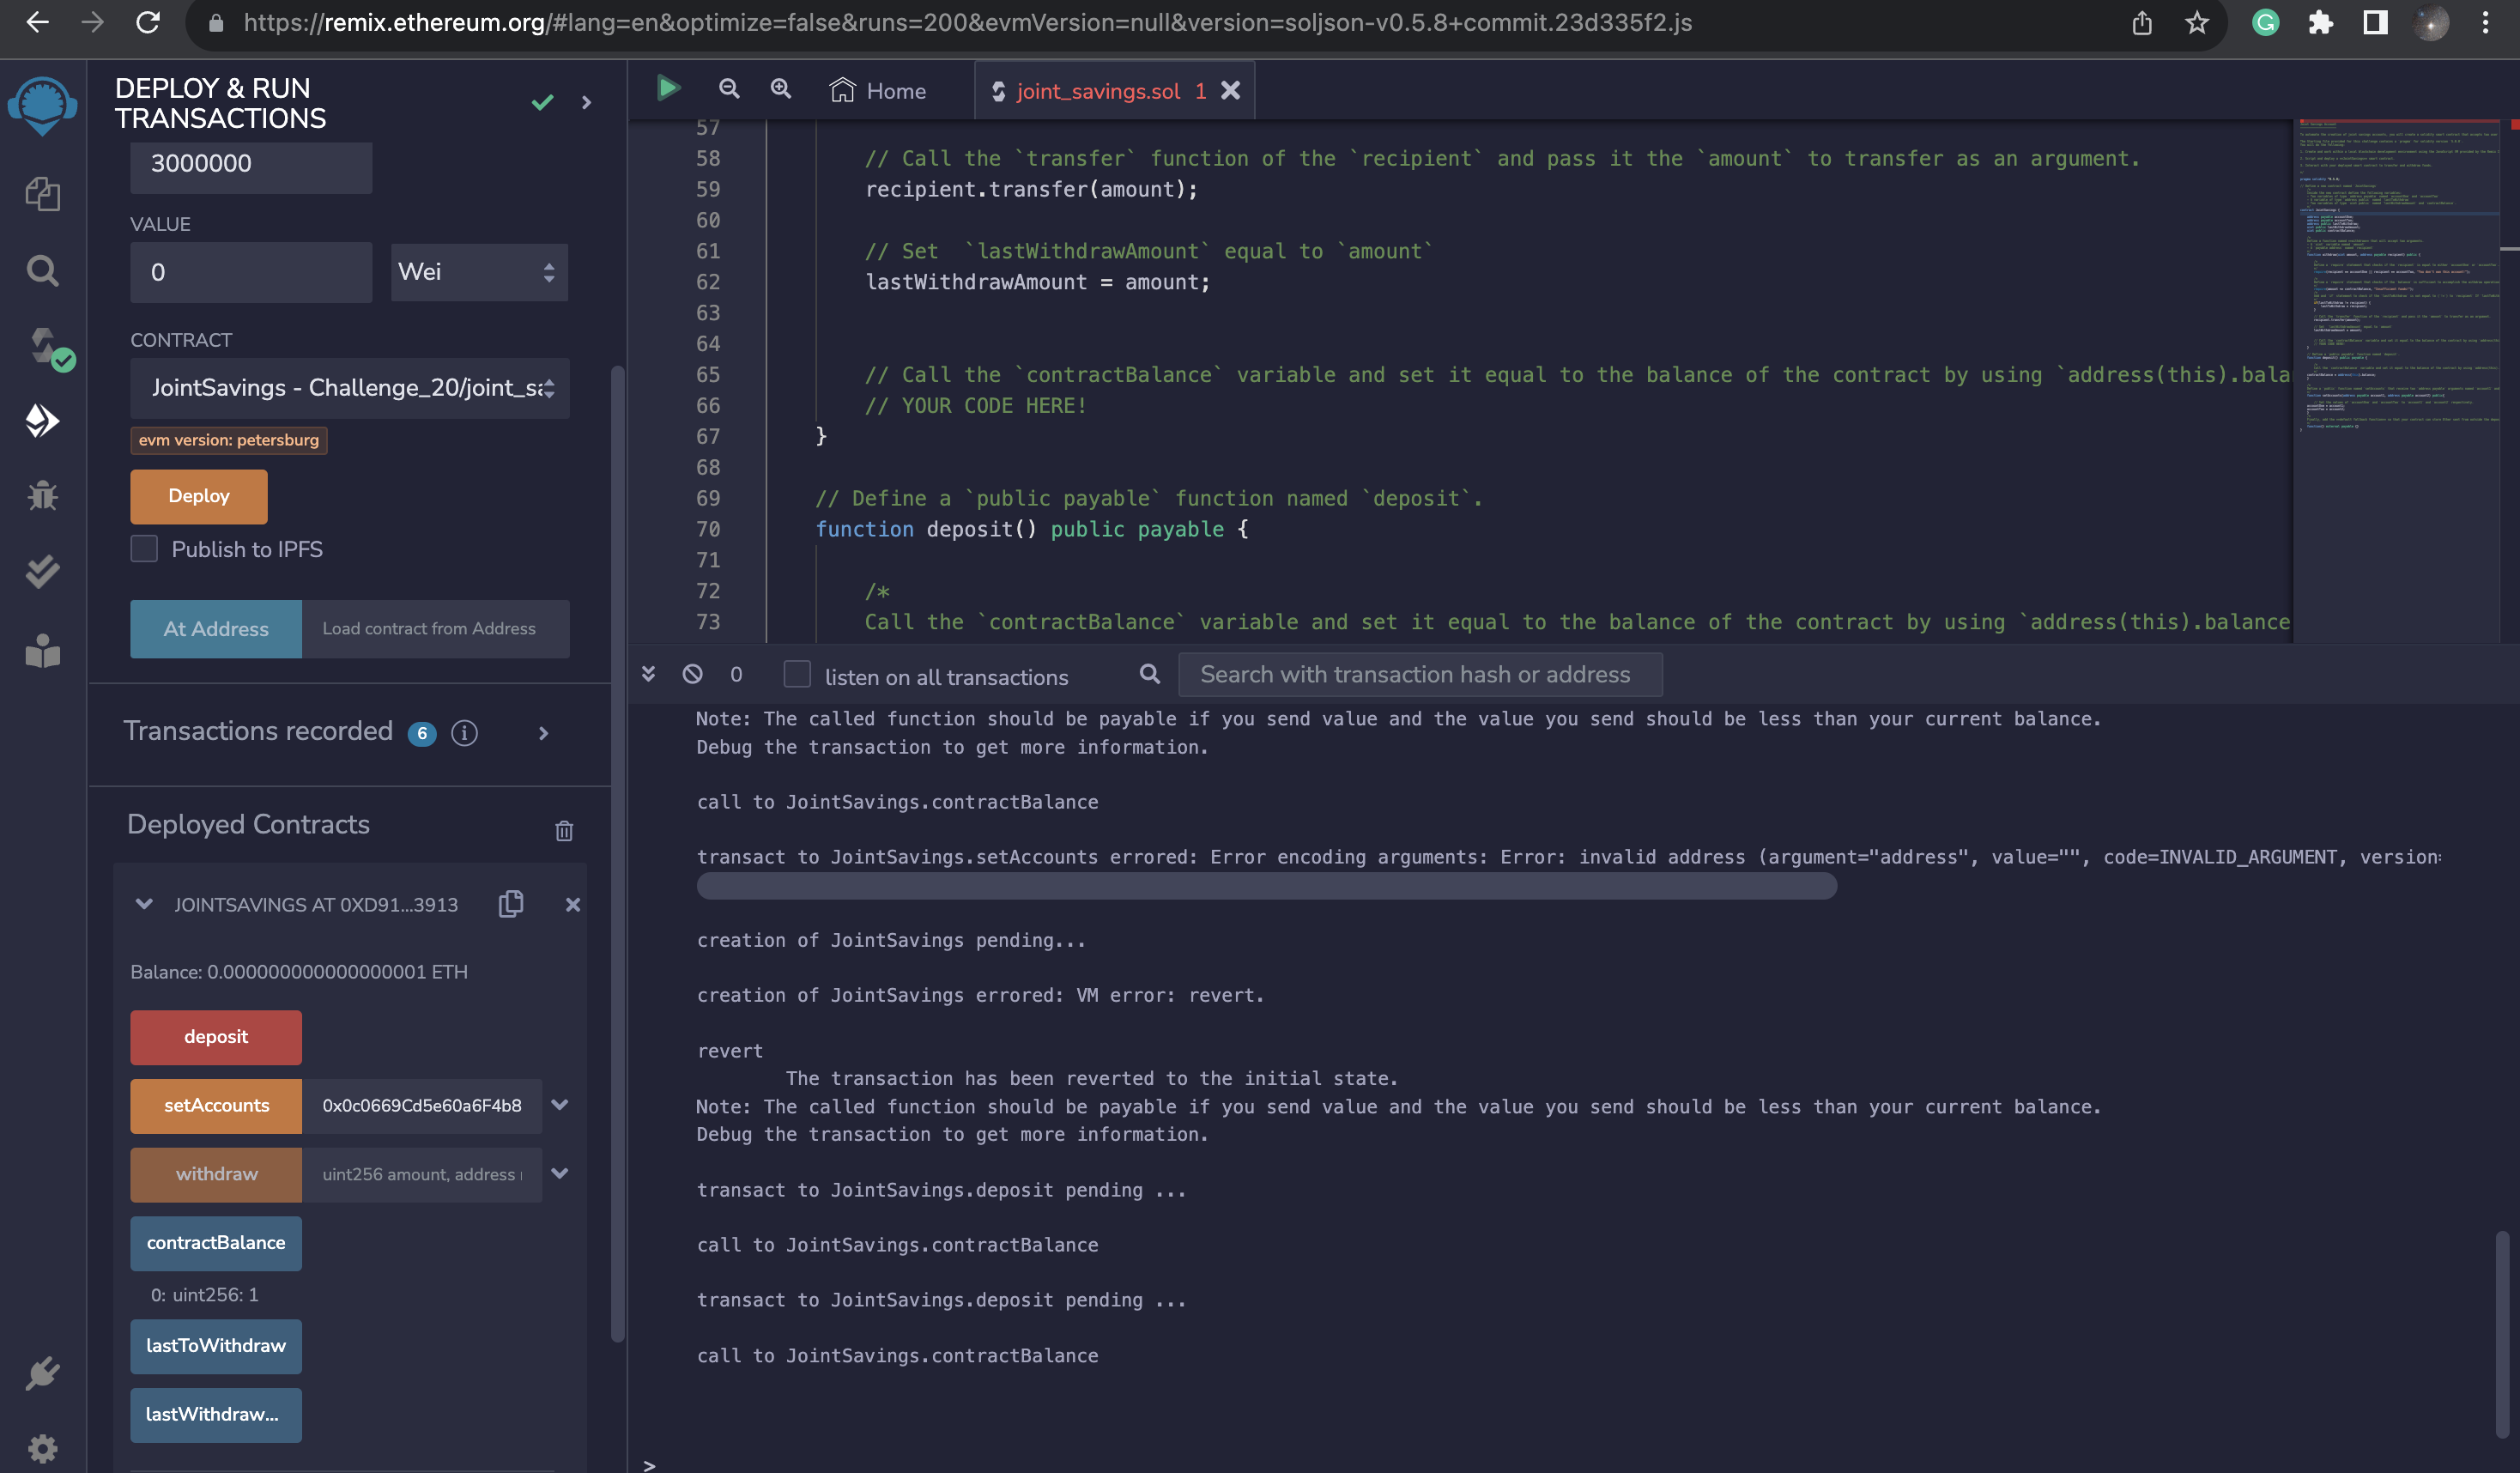 https://remix.ethereum.org/#lang=en&optimize=false&runs=200&evmVersion=null&version=soljson-v0.5.8+commit.23d335f2.js
DEPLOY & RUN
TRANSACTIONS
3000000
VALUE
0
Wei
CONTRACT
JointSavings - Challenge_20/joint_sa
evm version: petersburg
Deploy
Publish to IPFS
At Address
Load contract from Address
Transactions recorded 6 i
Deployed Contracts
JOINTSAVINGS AT 0XD91...3913
Balance: 0.000000000000000001 ETH
deposit
setAccounts
0x0c0669Cd5e60a6F4b8
withdraw
uint256 amount, address
contractBalance
0: uint256: 1
lastToWithdraw
lastWithdraw...
Home
joint_savings.sol 1
57
58 // Call the `transfer` function of the `recipient` and pass it the `amount` to transfer as an argument.
59 recipient.transfer(amount);
60
61 // Set  `lastWithdrawAmount` equal to `amount`
62 lastWithdrawAmount = amount;
63
64
65 // Call the `contractBalance` variable and set it equal to the balance of the contract by using `address(this).bala
66 // YOUR CODE HERE!
67 }
68
69 // Define a `public payable` function named `deposit`.
70 function deposit() public payable {
71
72 /*
73 Call the `contractBalance` variable and set it equal to the balance of the contract by using `address(this).balance
0
listen on all transactions
Search with transaction hash or address
Note: The called function should be payable if you send value and the value you send should be less than your current balance.
Debug the transaction to get more information.
call to JointSavings.contractBalance
transact to JointSavings.setAccounts errored: Error encoding arguments: Error: invalid address (argument="address", value="", code=INVALID_ARGUMENT, version=
creation of JointSavings pending...
creation of JointSavings errored: VM error: revert.
revert
The transaction has been reverted to the initial state.
Note: The called function should be payable if you send value and the value you send should be less than your current balance.
Debug the transaction to get more information.
transact to JointSavings.deposit pending ...
call to JointSavings.contractBalance
transact to JointSavings.deposit pending ...
call to JointSavings.contractBalance
>